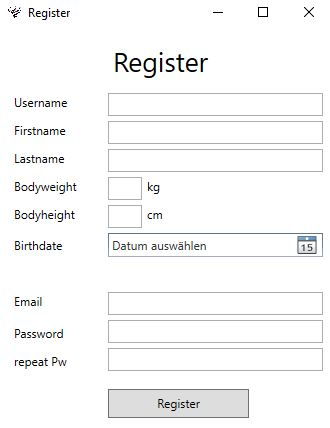 Register
Register
Username
Firstname
Lastname
Bodyweight kg
Bodyheight cm
Birthdate Datum auswählen 15
Email
Password
repeat Pw
Register